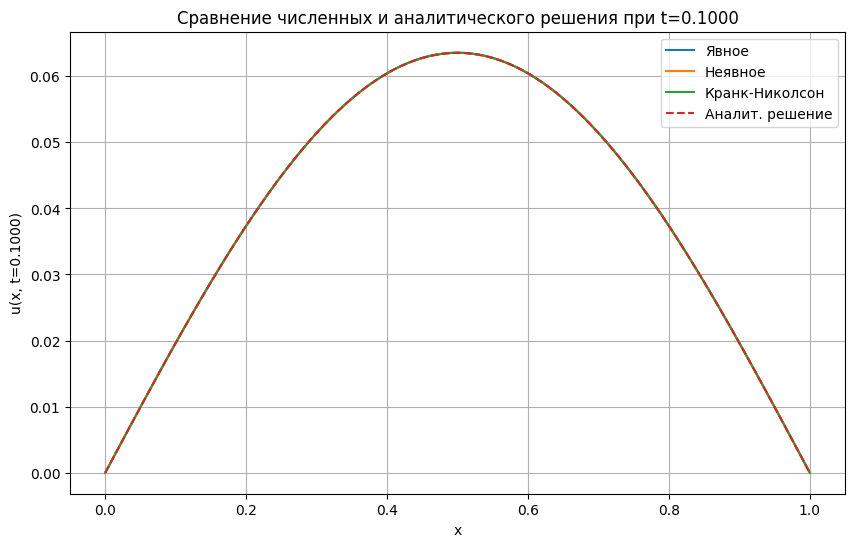 Сравнение численных и аналитического решения при t=0.1000
Явное
Неявное
Кранк-Николсон
Аналит. решение
u(x, t=0.1000)
0.06
0.05
0.04
0.03
0.02
0.01
0.00
0.0 0.2 0.4 0.6 0.8 1.0
x